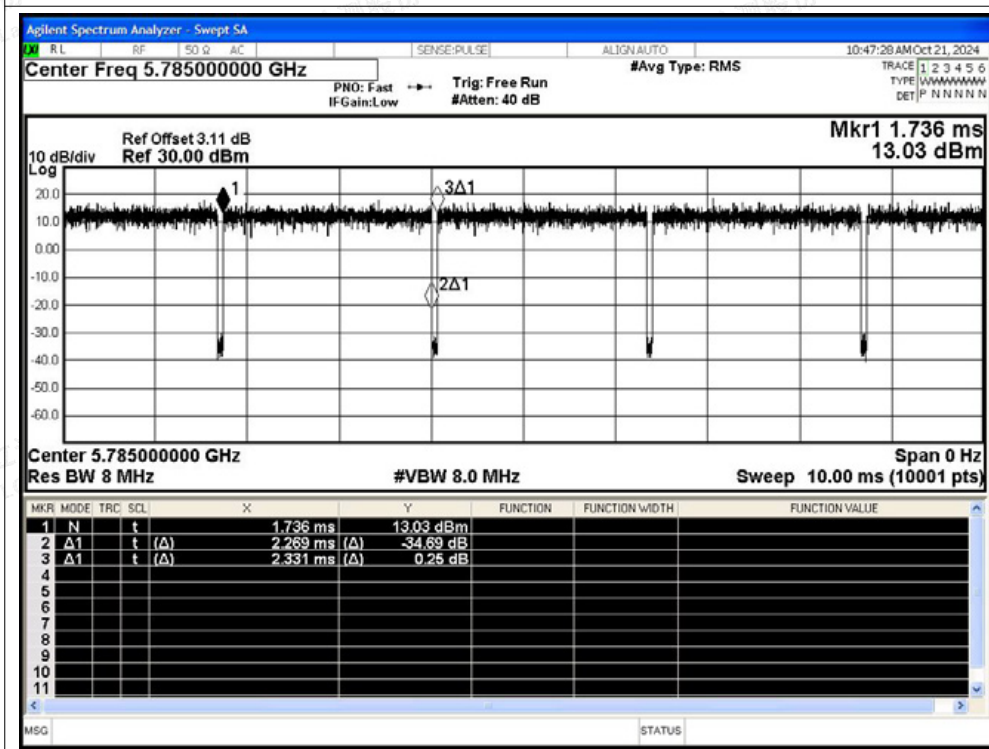 Agilent Spectrum Analyzer - Swept SA
LXI RL RF 50 Ω AC SENSE:PULSE ALIGN AUTO 10:47:28 AM Oct 21, 2024
Center Freq 5.785000000 GHz #Avg Type: RMS TRACE 1 2 3 4 5 6
PNO: Fast Trig: Free Run TYPE WWWWWW
IFGain:Low #Atten: 40 dB DET P N N N N N
Mkr1 1.736 ms
Ref Offset 3.11 dB
10 dB/div Ref 30.00 dBm 13.03 dBm
Log
20.0
10.0
0.00
-10.0
-20.0
-30.0
-40.0
-50.0
-60.0
1
3Δ1
2Δ1
Center 5.785000000 GHz Span 0 Hz
Res BW 8 MHz #VBW 8.0 MHz Sweep 10.00 ms (10001 pts)
MKR MODE TRC SCL X Y FUNCTION FUNCTION WIDTH FUNCTION VALUE
1 N t 1.736 ms 13.03 dBm
2 Δ1 t (Δ) 2.269 ms (Δ) -34.69 dB
3 Δ1 t (Δ) 2.331 ms (Δ) 0.25 dB
4
5
6
7
8
9
10
11
MSG STATUS